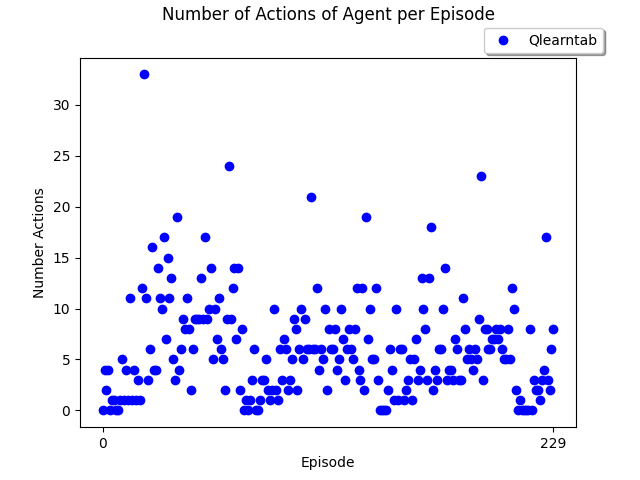 Number of Actions of Agent per Episode
Qlearntab
30
25
20
15
10
5
0
Number Actions
0 229
Episode